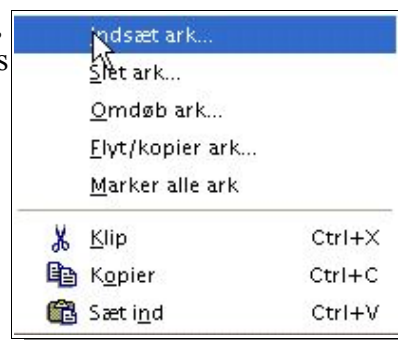 Indsæt ark...
Slet ark...
Omdøb ark...
Flyt/kopier ark...
Marker alle ark
Klip Ctrl+X
Kopier Ctrl+C
Sæt ind Ctrl+V